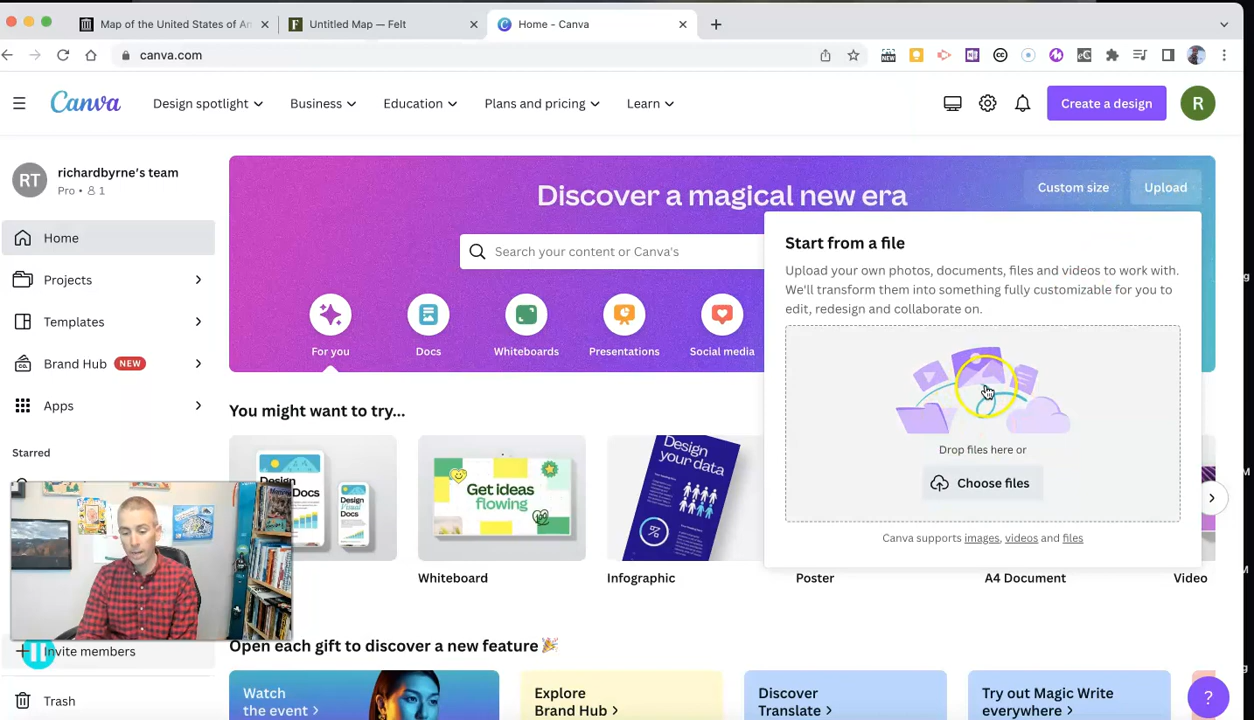 Map of the United States of An
Untitled Map — Felt
Home - Canva
canva.com
Canva
Design spotlight
Business
Education
Plans and pricing
Learn
Create a design
R
RT
richardbyrne's team
Pro • 1
Home
Projects
Templates
Brand Hub NEW
Apps
Starred
Invite members
Trash
Discover a magical new era
Custom size
Upload
Search your content or Canva's
For you
Docs
Whiteboards
Presentations
Social media
Start from a file
Upload your own photos, documents, files and videos to work with.
We'll transform them into something fully customizable for you to
edit, redesign and collaborate on.
Drop files here or
Choose files
Canva supports images, videos and files
You might want to try...
Design
Docs
Design
Visual
Docs
Get ideas
flowing
Design
your data
Whiteboard
Infographic
Poster
A4 Document
Video
Open each gift to discover a new feature 🎉
Watch
the event >
Explore
Brand Hub >
Discover
Translate >
Try out Magic Write
everywhere >
?